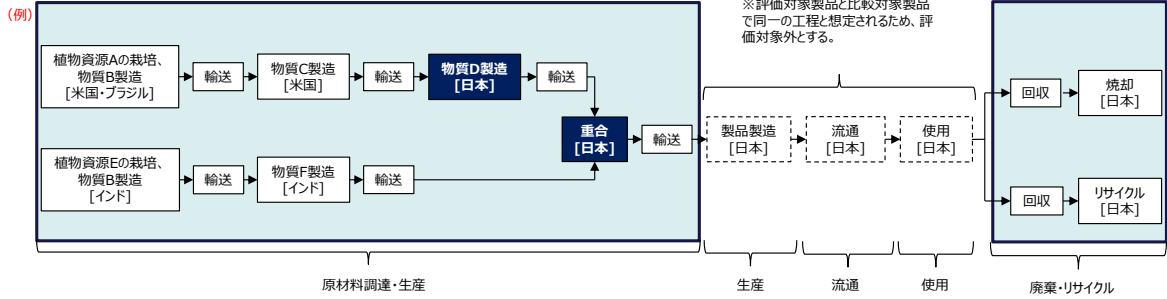 (例)
※評価対象製品と比較対象製品
で同一の工程と想定されるため、評
価対象外とする。
植物資源Aの栽培、
物質B製造
[米国・ブラジル]
輸送
物質C製造
[米国]
輸送
物質D製造
[日本]
輸送
重合
[日本]
輸送
植物資源Eの栽培、
物質B製造
[インド]
輸送
物質F製造
[インド]
輸送
製品製造
[日本]
流通
[日本]
使用
[日本]
回収
焼却
[日本]
回収
リサイクル
[日本]
原材料調達・生産
生産
流通
使用
廃棄・リサイクル